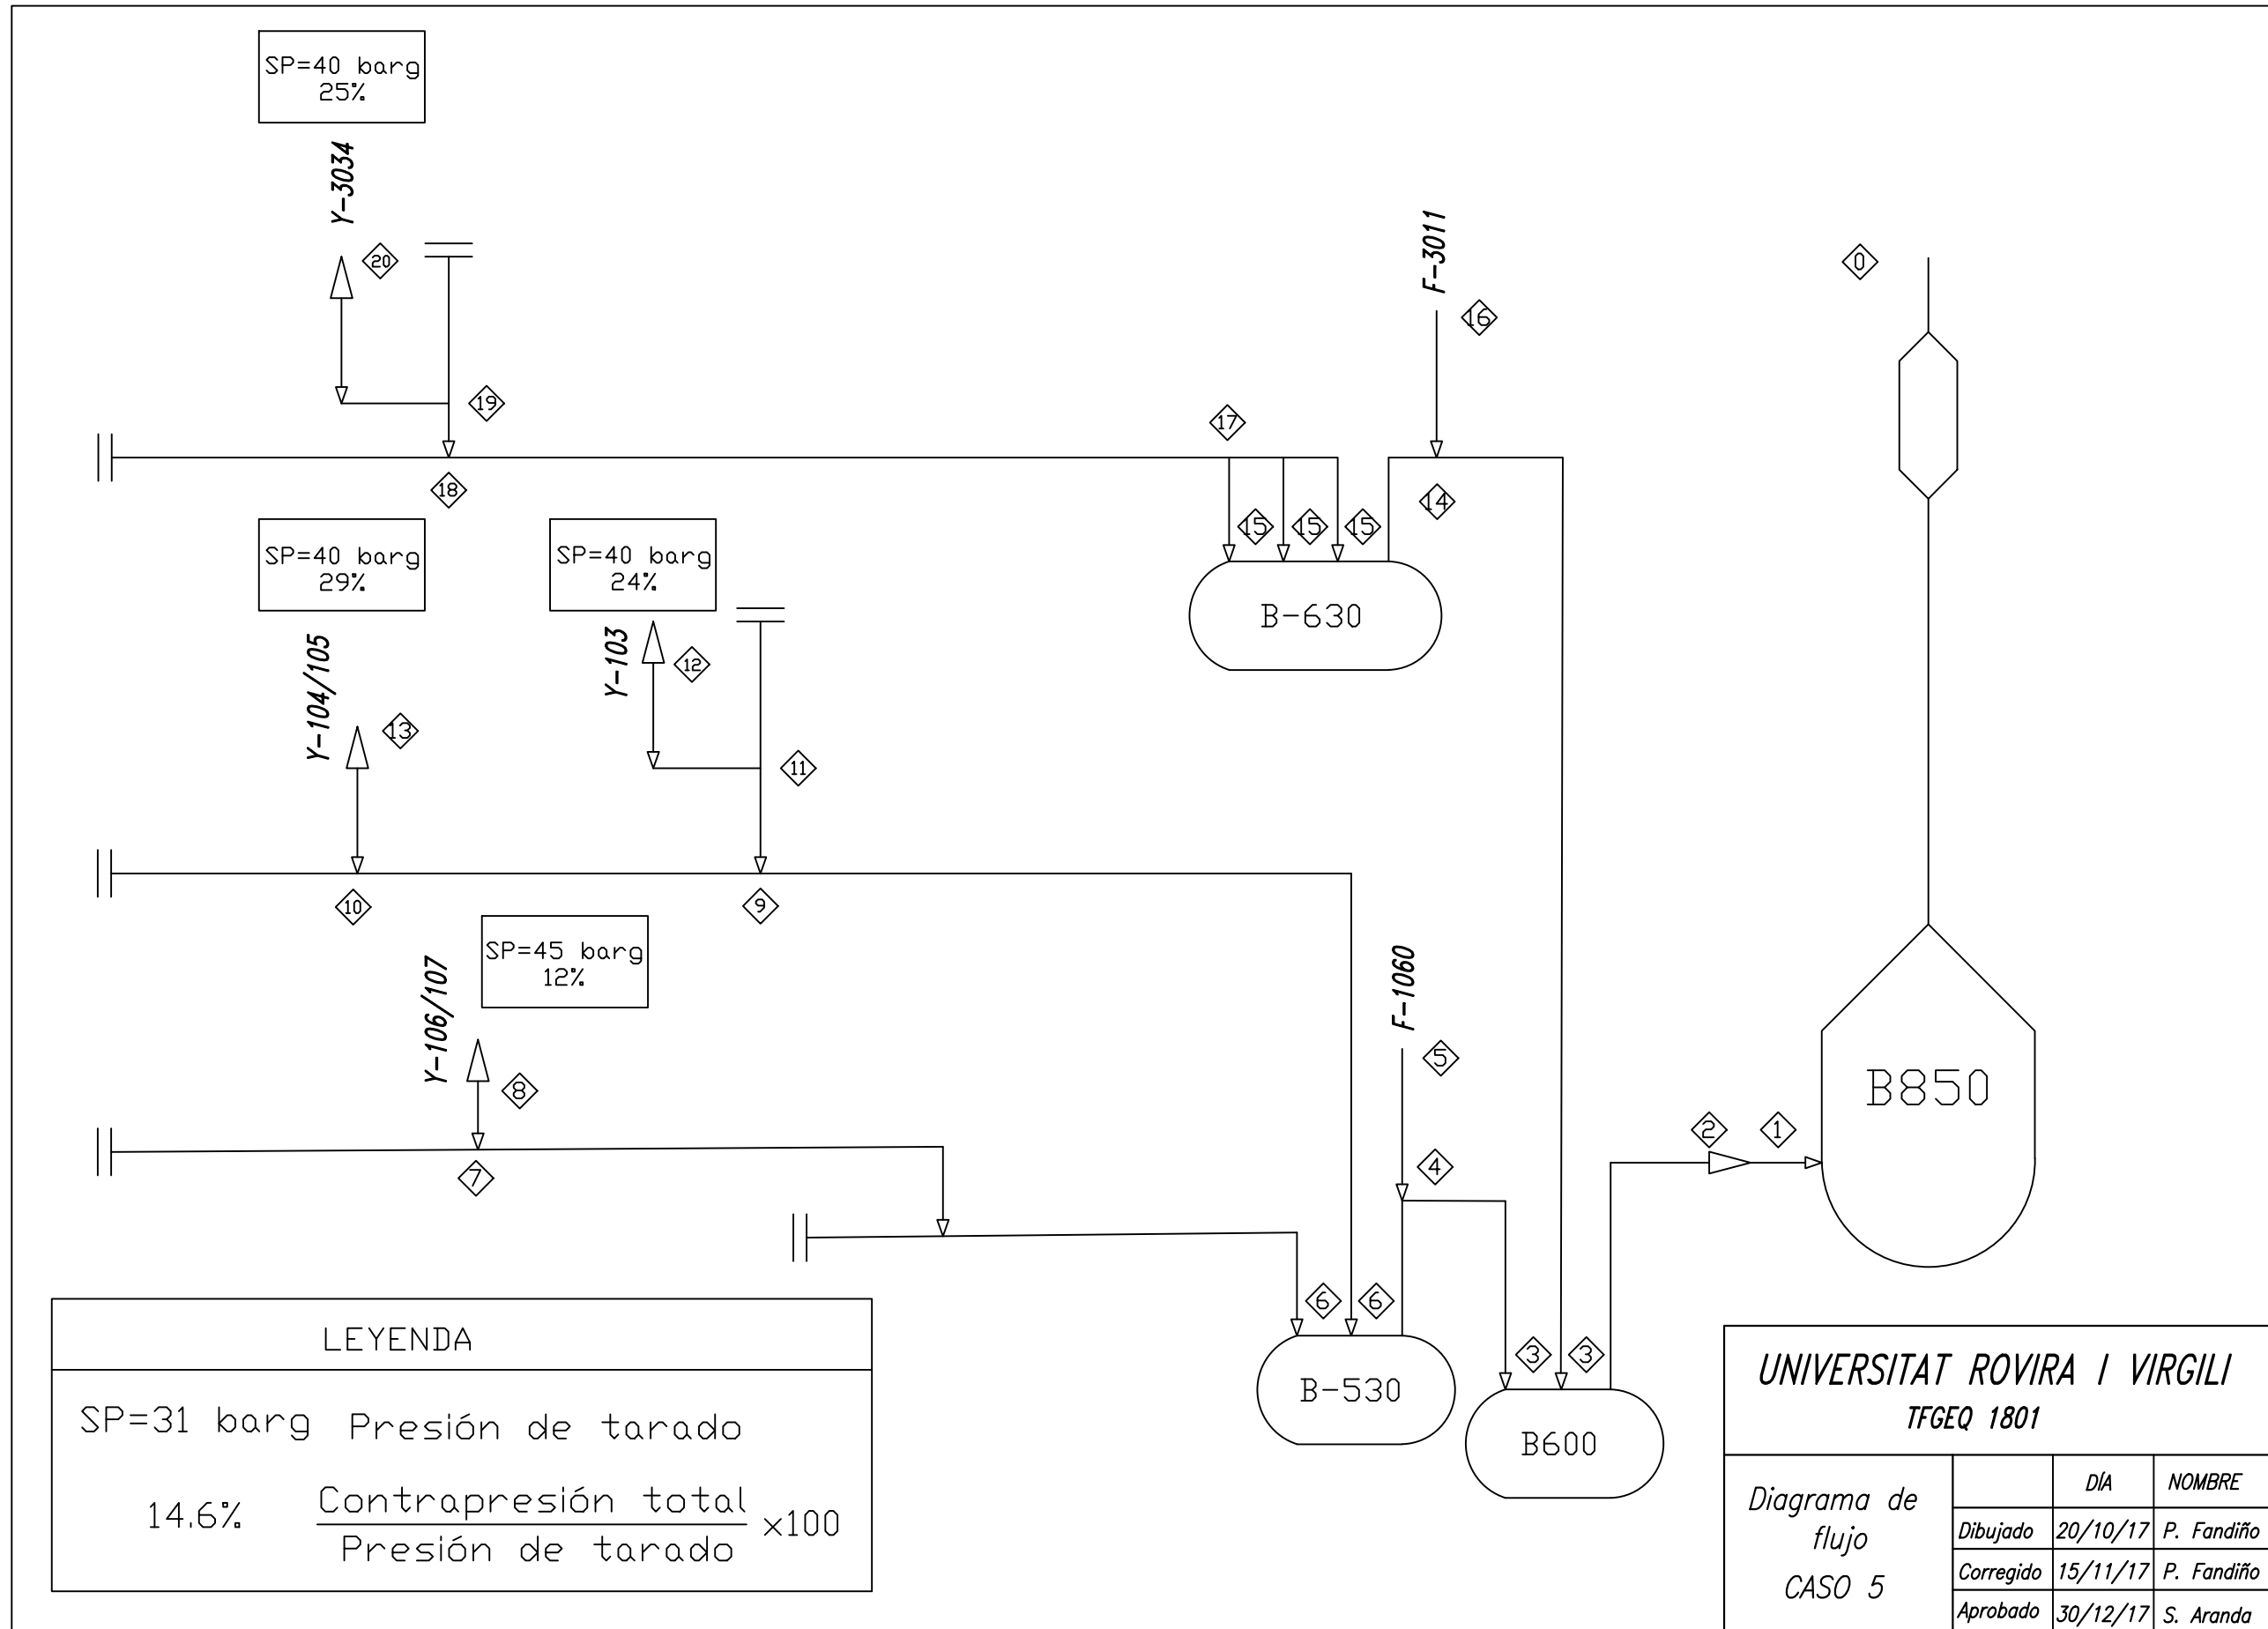 SP=40 barg
25%
Y-3034
20
19
18
17
F-3011
16
14
15
15
15
B-630
0
SP=40 barg
29%
Y-104/105
13
10
SP=40 barg
24%
Y-103
12
11
9
SP=45 barg
12%
Y-106/107
8
7
F-1060
5
4
6
6
B-530
3
3
B600
2
1
B850
LEYENDA
SP=31 barg Presión de tarado
14.6% Contrapresión total
Presión de tarado
x100
UNIVERSITAT ROVIRA I VIRGILI
TFGEQ 1801
Diagrama de
flujo
CASO 5
DÍA NOMBRE
Dibujado 20/10/17 P. Fandiño
Corregido 15/11/17 P. Fandiño
Aprobado 30/12/17 S. Aranda